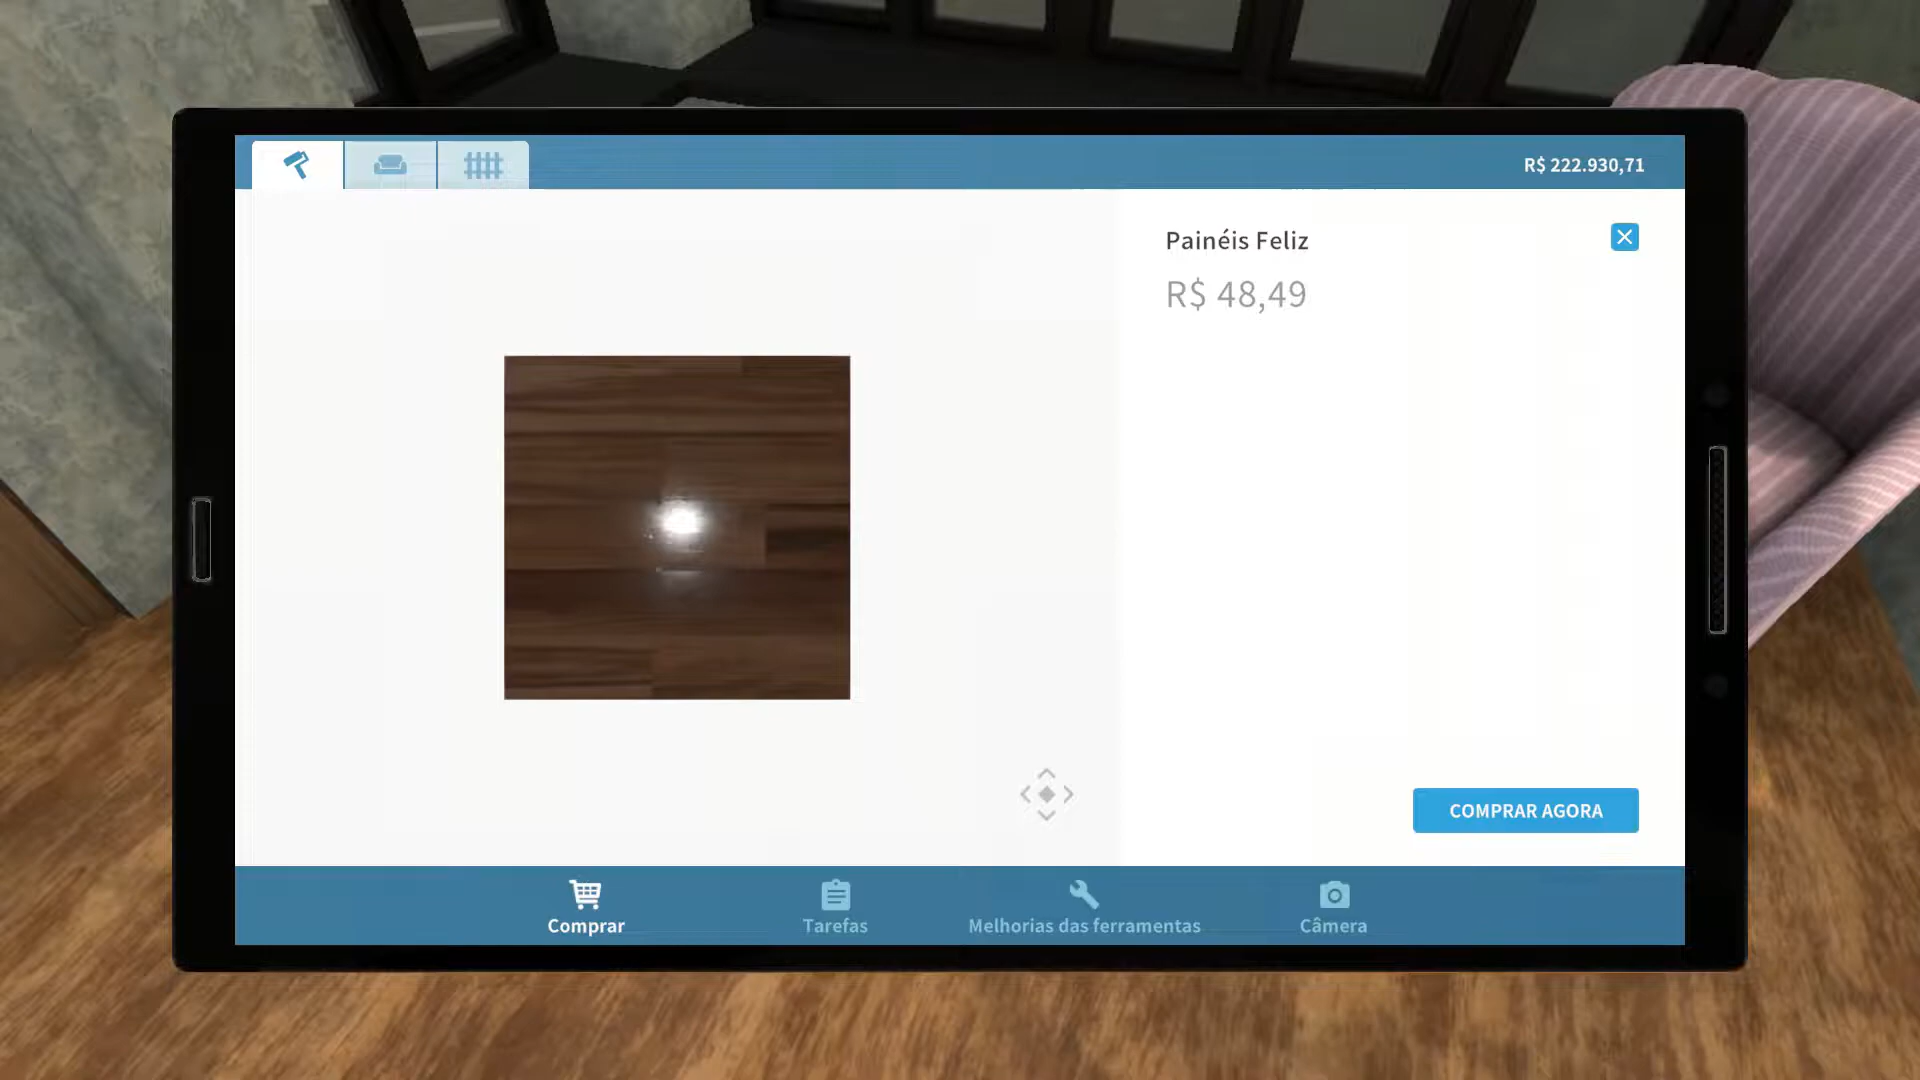 R$ 222.930,71
Painéis Feliz
R$ 48,49
COMPRAR AGORA
Comprar
Tarefas
Melhorias das ferramentas
Câmera